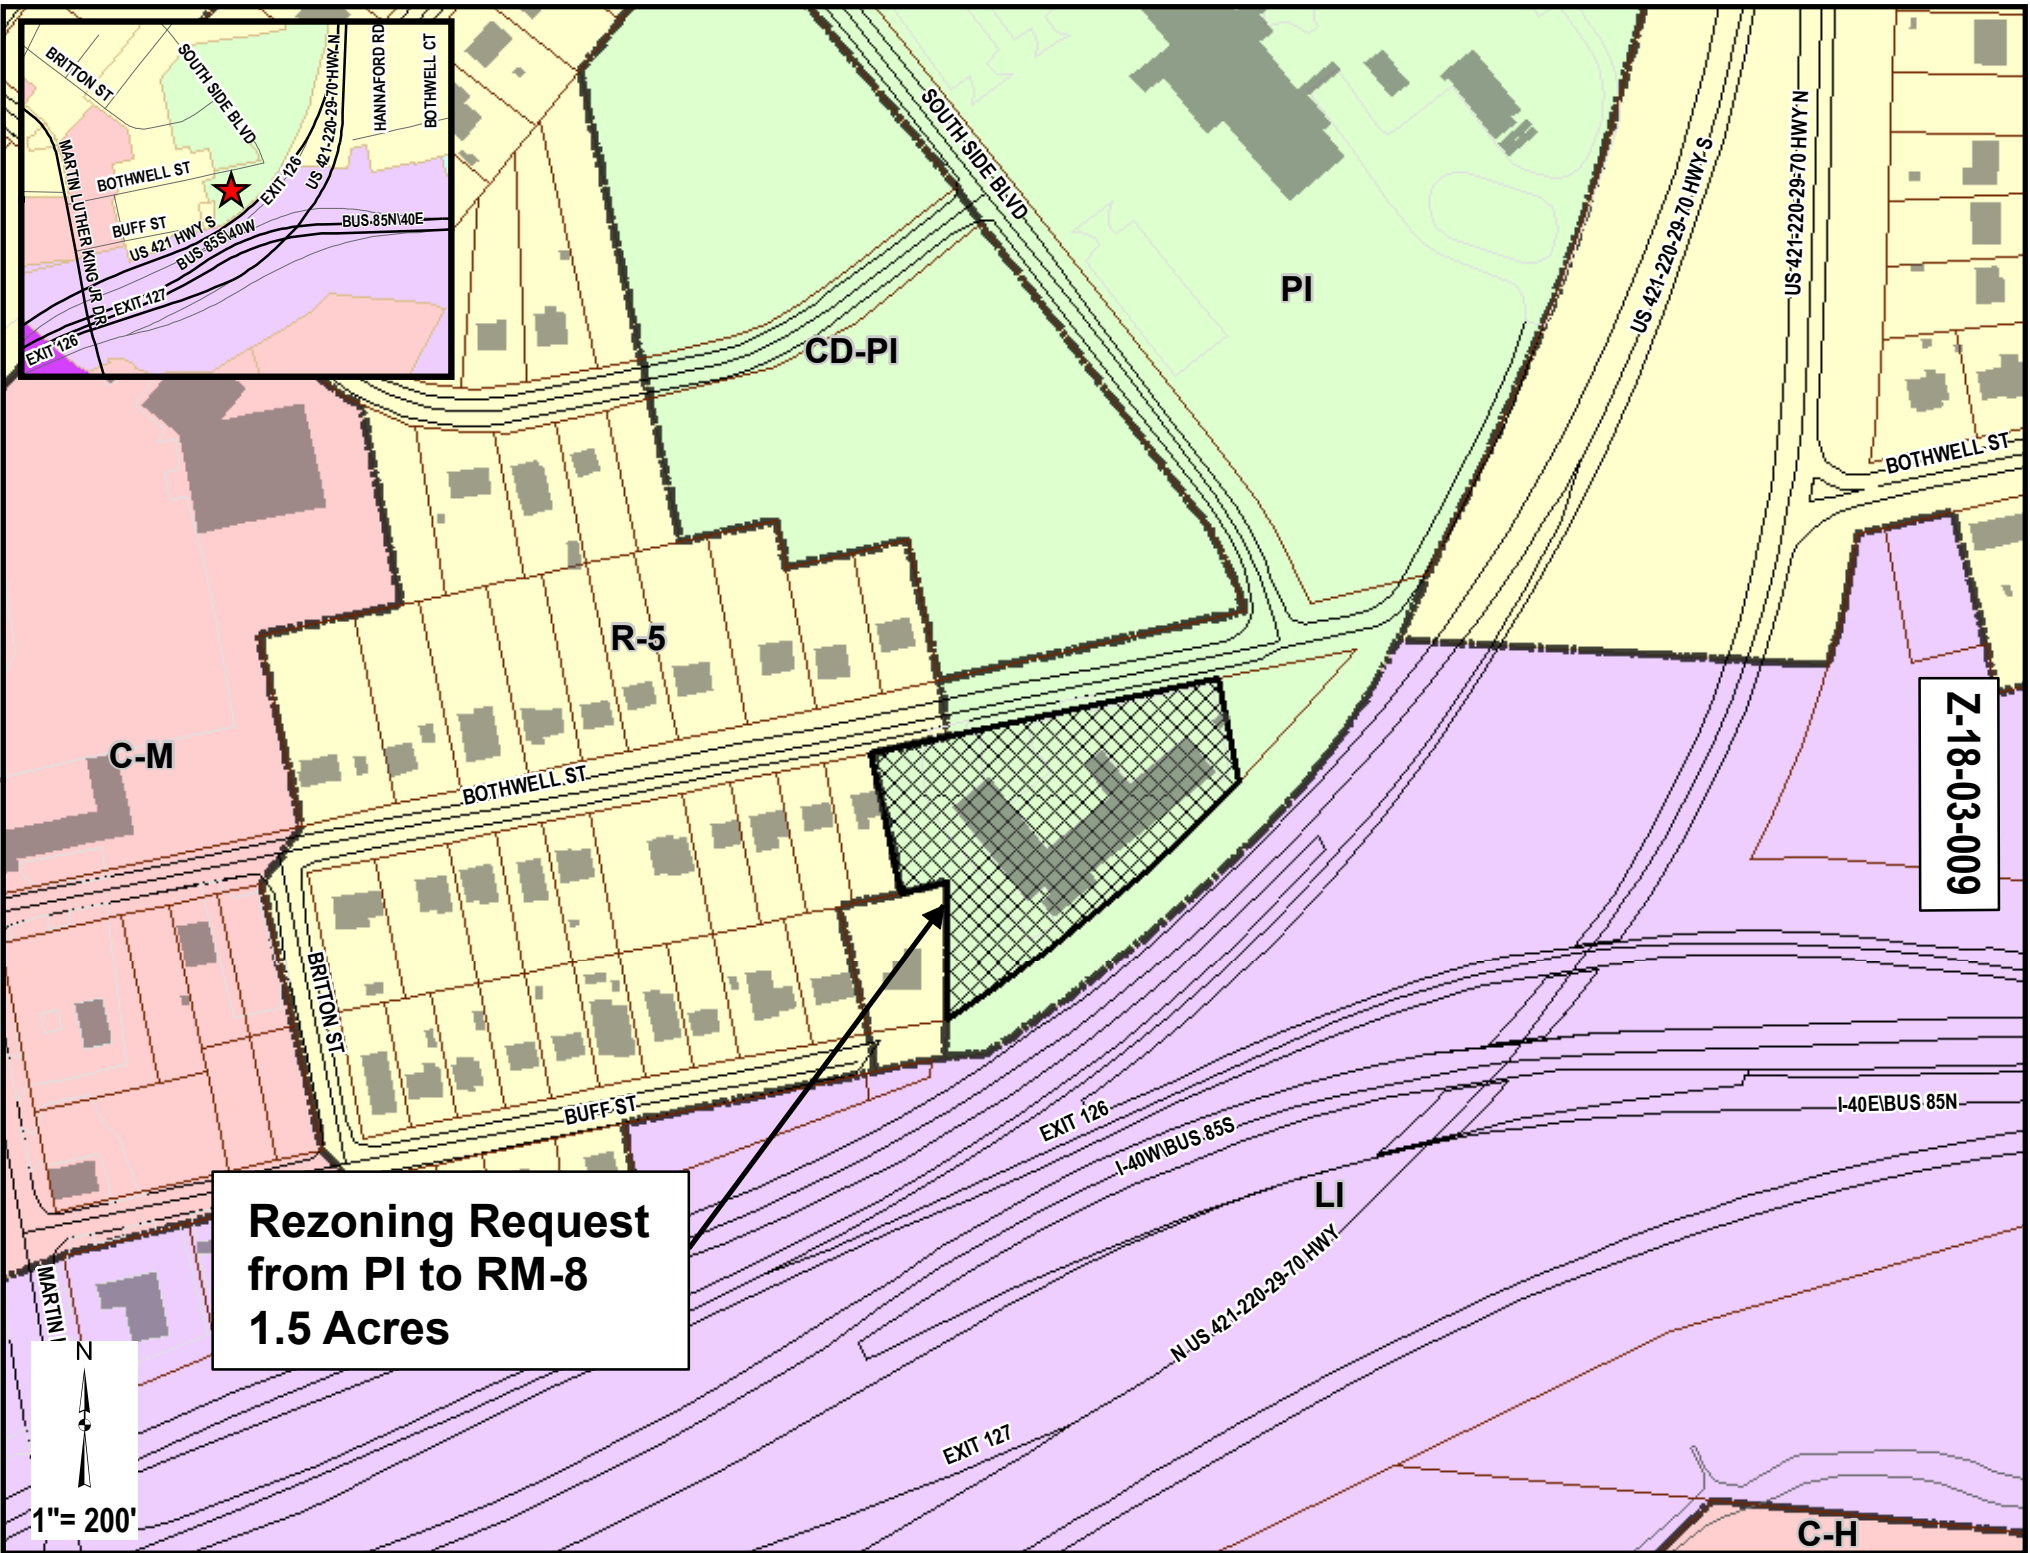 BRITTON ST
SOUTH SIDE BLVD
US 421-220-29-70 HWY N
HANNAFORD RD
BOTHWELL CT
MARTIN LUTHER KING JR DR
BOTHWELL ST
EXIT 126
BUFF ST
US 421 HWY S
BUS 85S\40W
BUS 85N\40E
EXIT 127
EXIT 126
SOUTH SIDE BLVD
PI
US 421-220-29-70 HWY S
US 421-220-29-70 HWY N
CD-PI
BOTHWELL ST
R-5
C-M
BOTHWELL ST
Z-18-03-009
BRITTON ST
BUFF ST
EXIT 126
I-40W\BUS 85S
I-40E\BUS 85N
LI
N US 421-220-29-70 HWY
Rezoning Request
from PI to RM-8
1.5 Acres
MARTIN
N
1"= 200'
EXIT 127
C-H